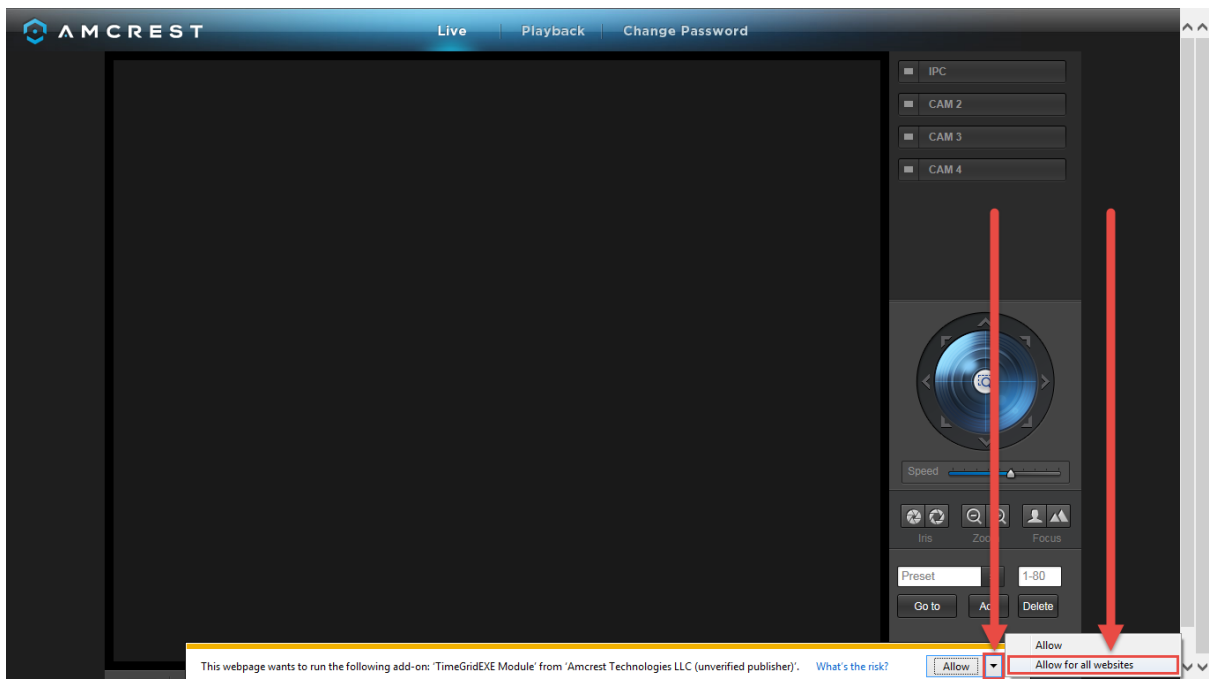 AMCREST
Live Playback Change Password
IPC
CAM 2
CAM 3
CAM 4
Speed
Iris Focus
Preset 1-80
Go to Delete
Allow
This webpage wants to run the following add-on: 'TimeGridEXE Module' from 'Amcrest Technologies LLC (unverified publisher)'. What's the risk? Allow Allow for all websites